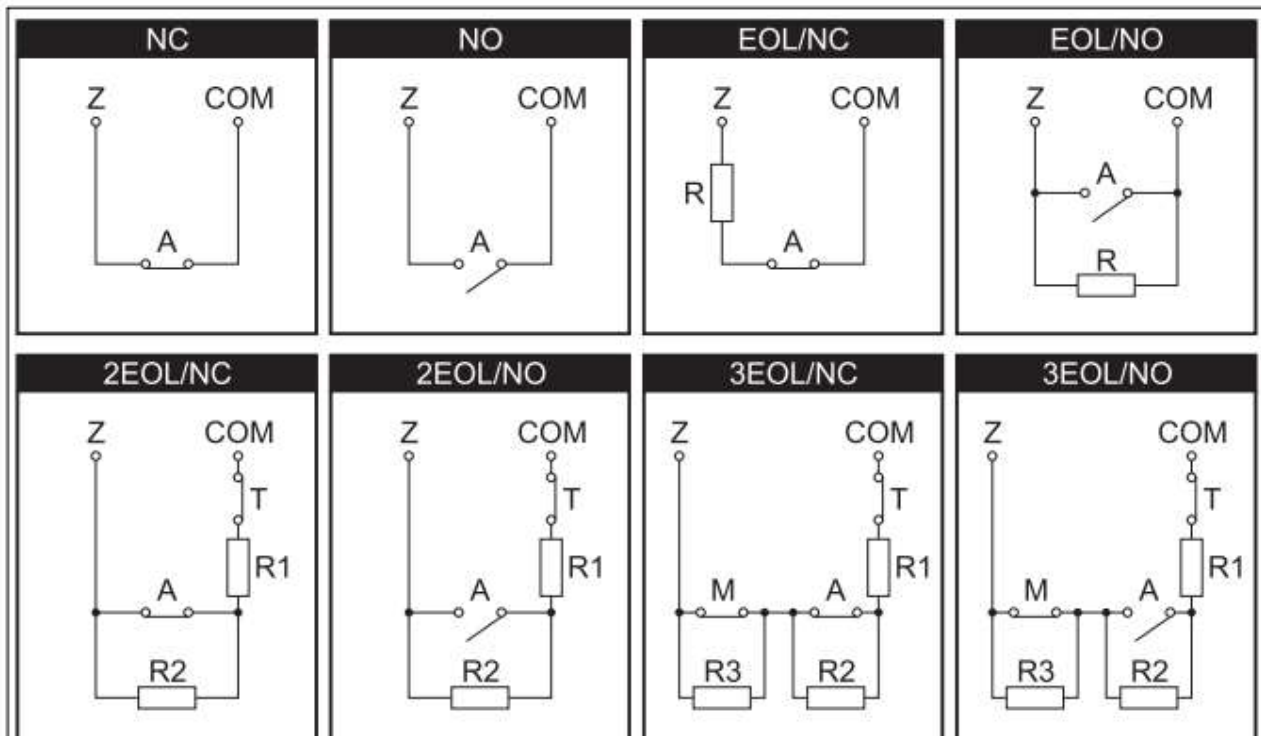 NC NO EOL/NC EOL/NO
Z COM Z COM Z COM Z COM
R A
A A A R
2EOL/NC 2EOL/NO 3EOL/NC 3EOL/NO
Z COM Z COM Z COM Z COM
T T T T
R1 R1 R1 R1
A A M A M A
R2 R2 R3 R2 R3 R2